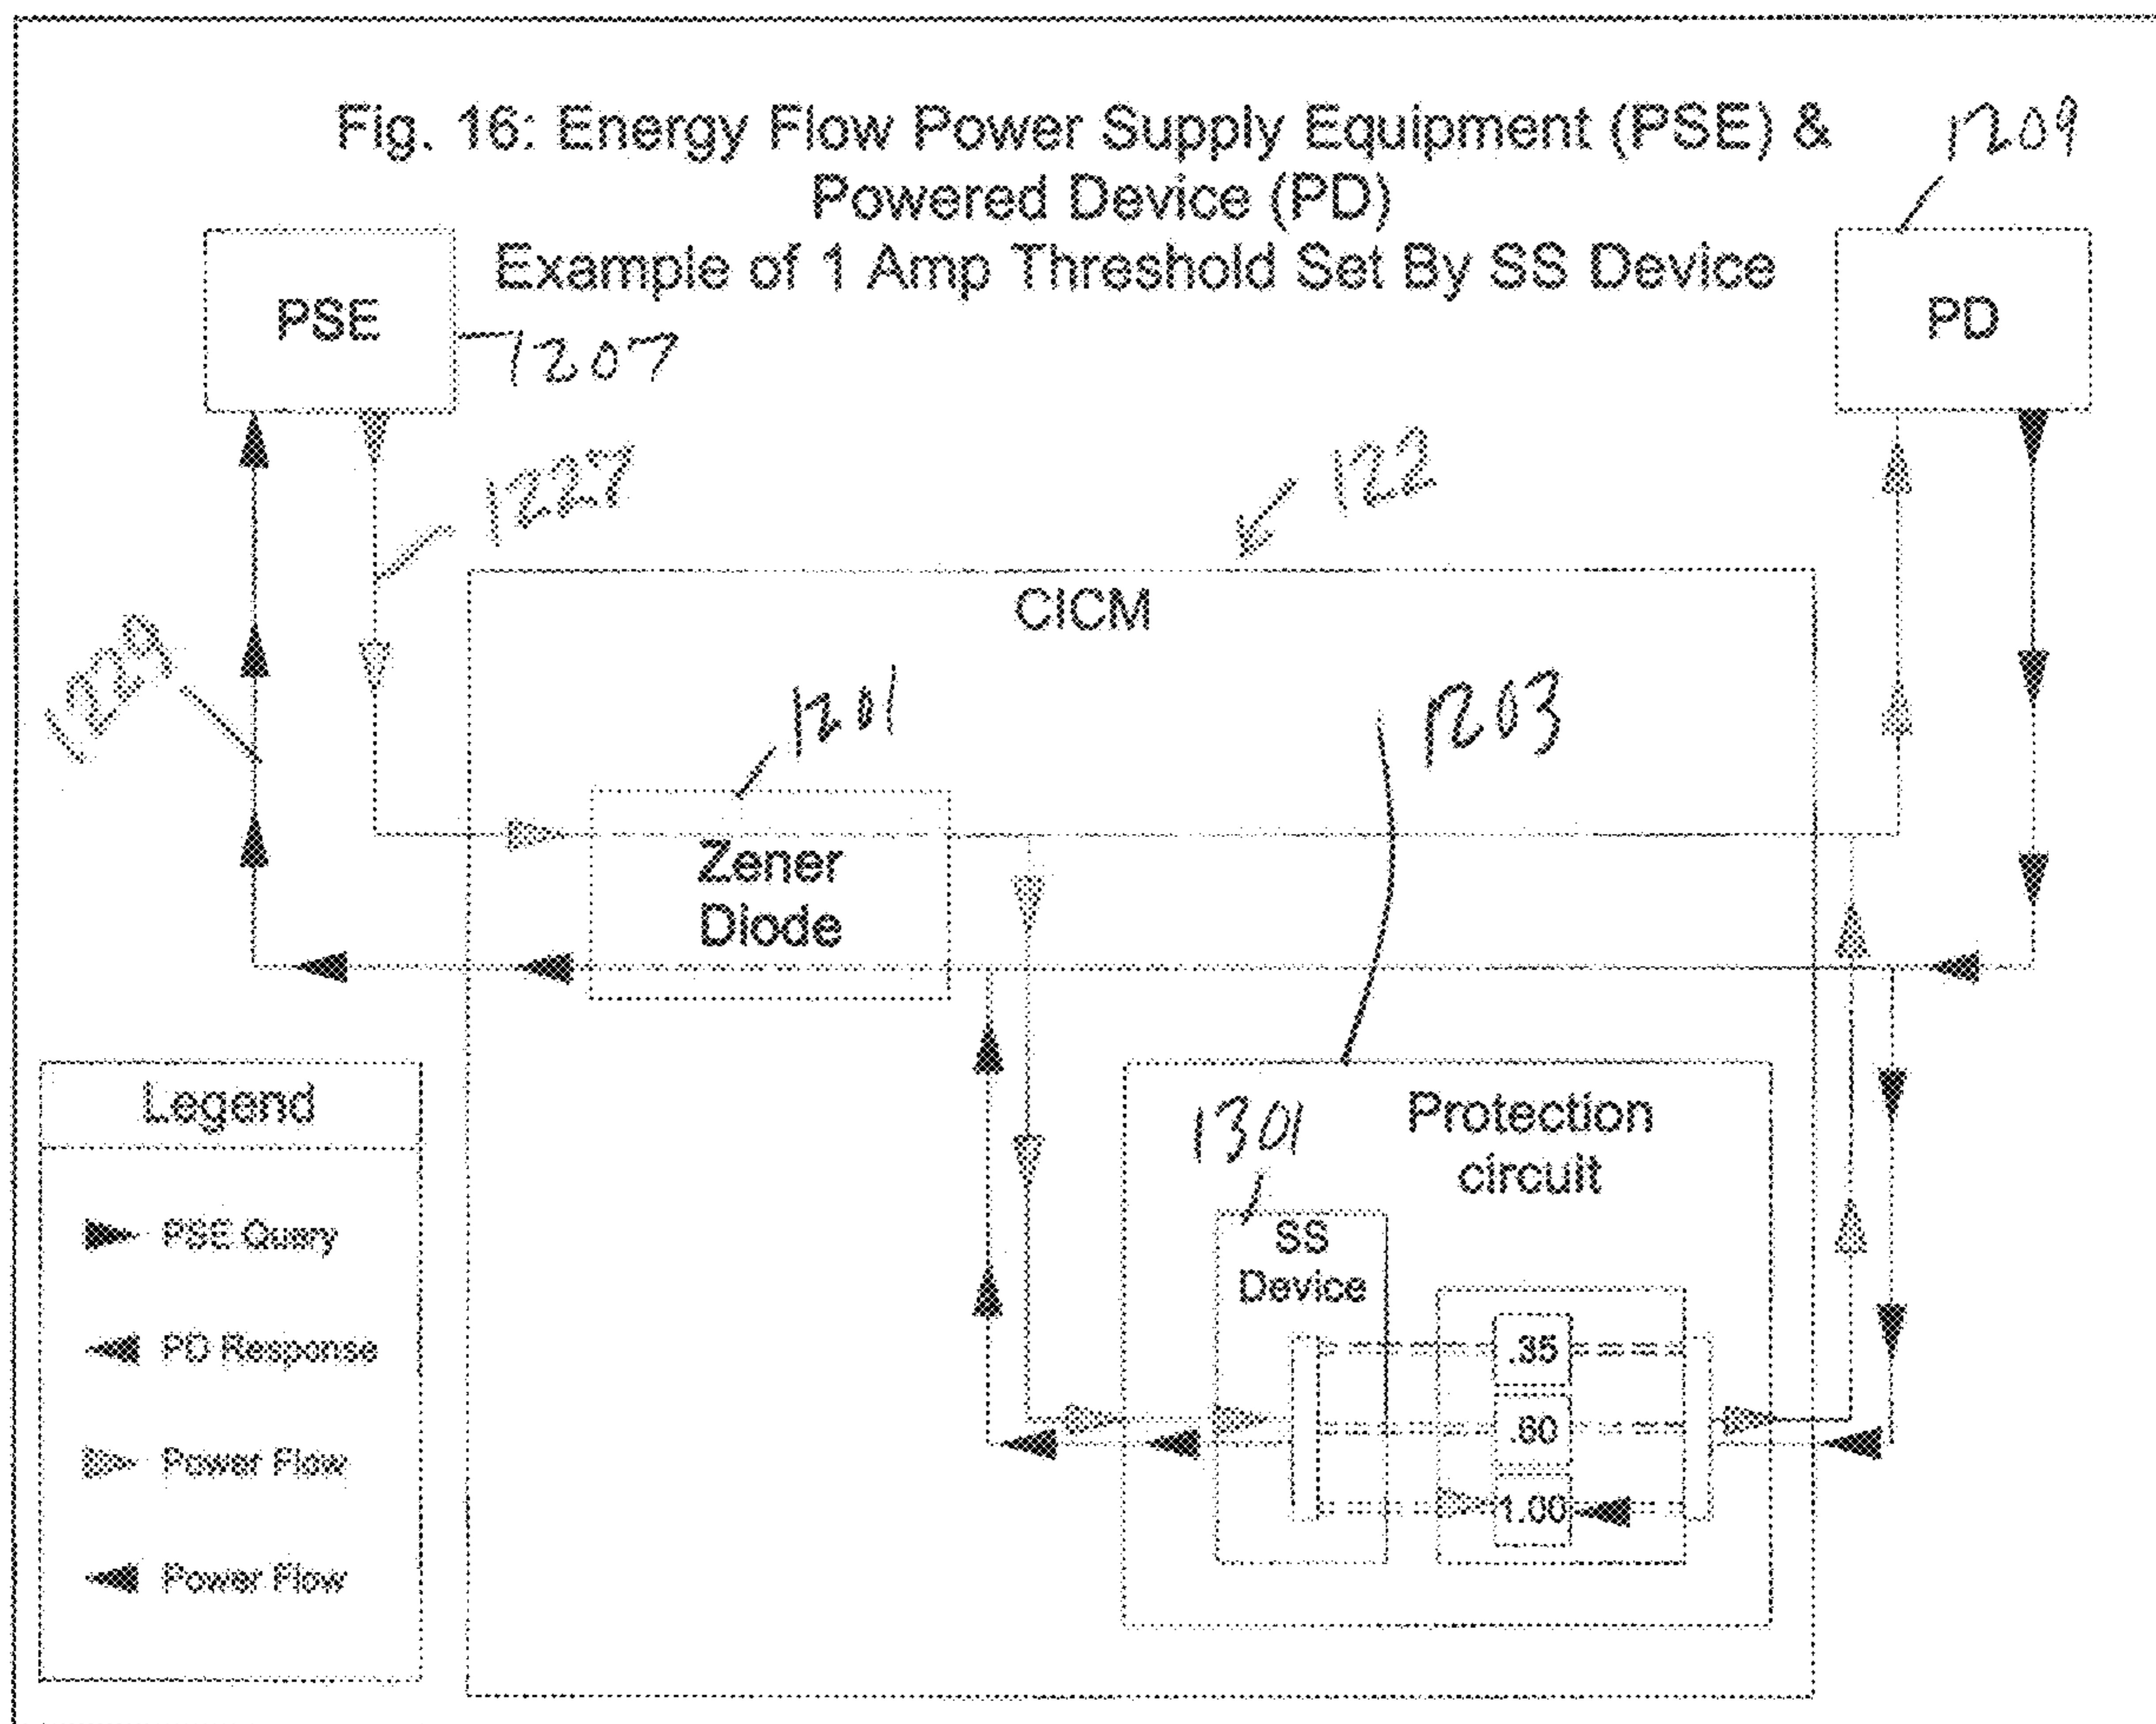 Fig. 16: Energy Flow Power Supply Equipment (PSE) &
Powered Device (PD)
Example of 1 Amp Threshold Set By SS Device
1209
PSE
1207
PD
1227
122
CICM
1229
1201
1203
Zener
Diode
Legend
PSE Query
PD Response
Power Flow
Power Flow
Protection
circuit
1301
SS
Device
.35
.60
1.00